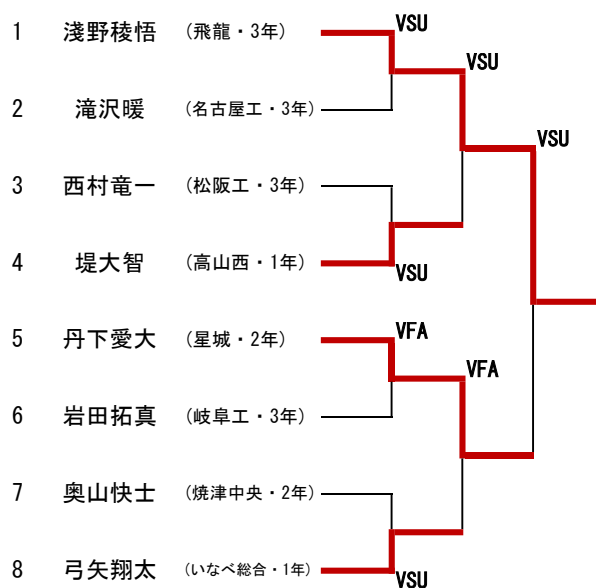 1 淺野稜悟 (飛龍・3年) VSU
VSU
2 滝沢暖 (名古屋工・3年)
VSU
3 西村竜一 (松阪工・3年)
4 堤大智 (高山西・1年) VSU
5 丹下愛大 (星城・2年) VFA
VFA
6 岩田拓真 (岐阜工・3年)
7 奥山快士 (焼津中央・2年)
8 弓矢翔太 (いなべ総合・1年) VSU